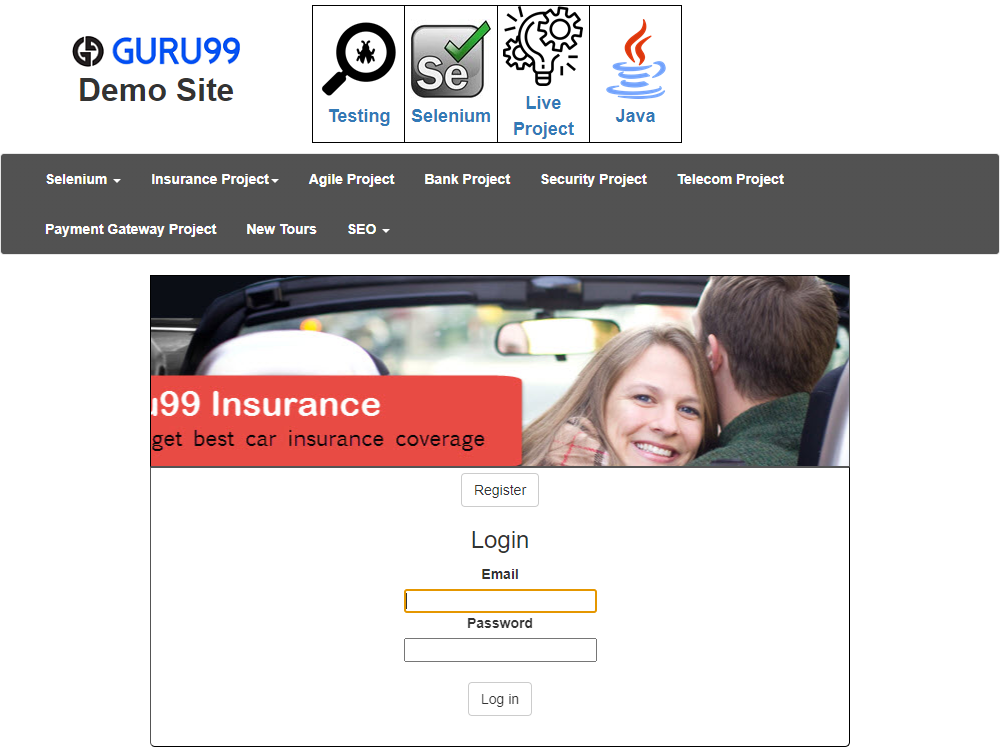 GURU99
Demo Site
Testing
Se
Selenium
Live
Project
Java
Selenium
Insurance Project
Agile Project
Bank Project
Security Project
Telecom Project
Payment Gateway Project
New Tours
SEO
u99 Insurance
get best car insurance coverage
Register
Login
Email
Password
Log in